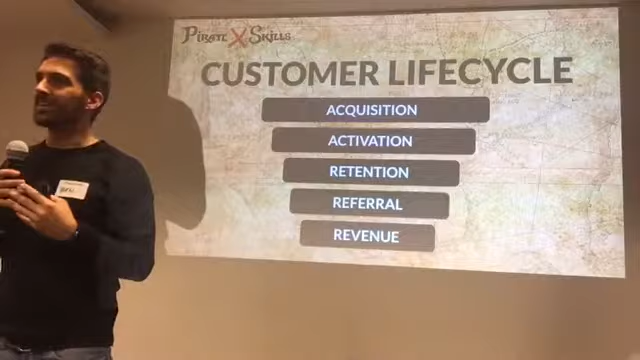 PIRATE X SKILLS
CUSTOMER LIFECYCLE
ACQUISITION
ACTIVATION
RETENTION
REFERRAL
REVENUE